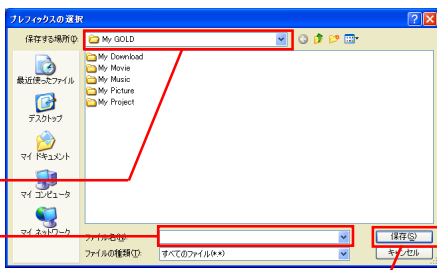 プレフィックスの選択
保存する場所(I):
My GOLD
My Download
My Movie
My Music
My Picture
My Project
最近使ったファイル
デスクトップ
マイ ドキュメント
マイ コンピュータ
マイ ネットワーク
ファイル名(N):
保存(S)
ファイルの種類(T):
すべてのファイル(*.*)
キャンセル